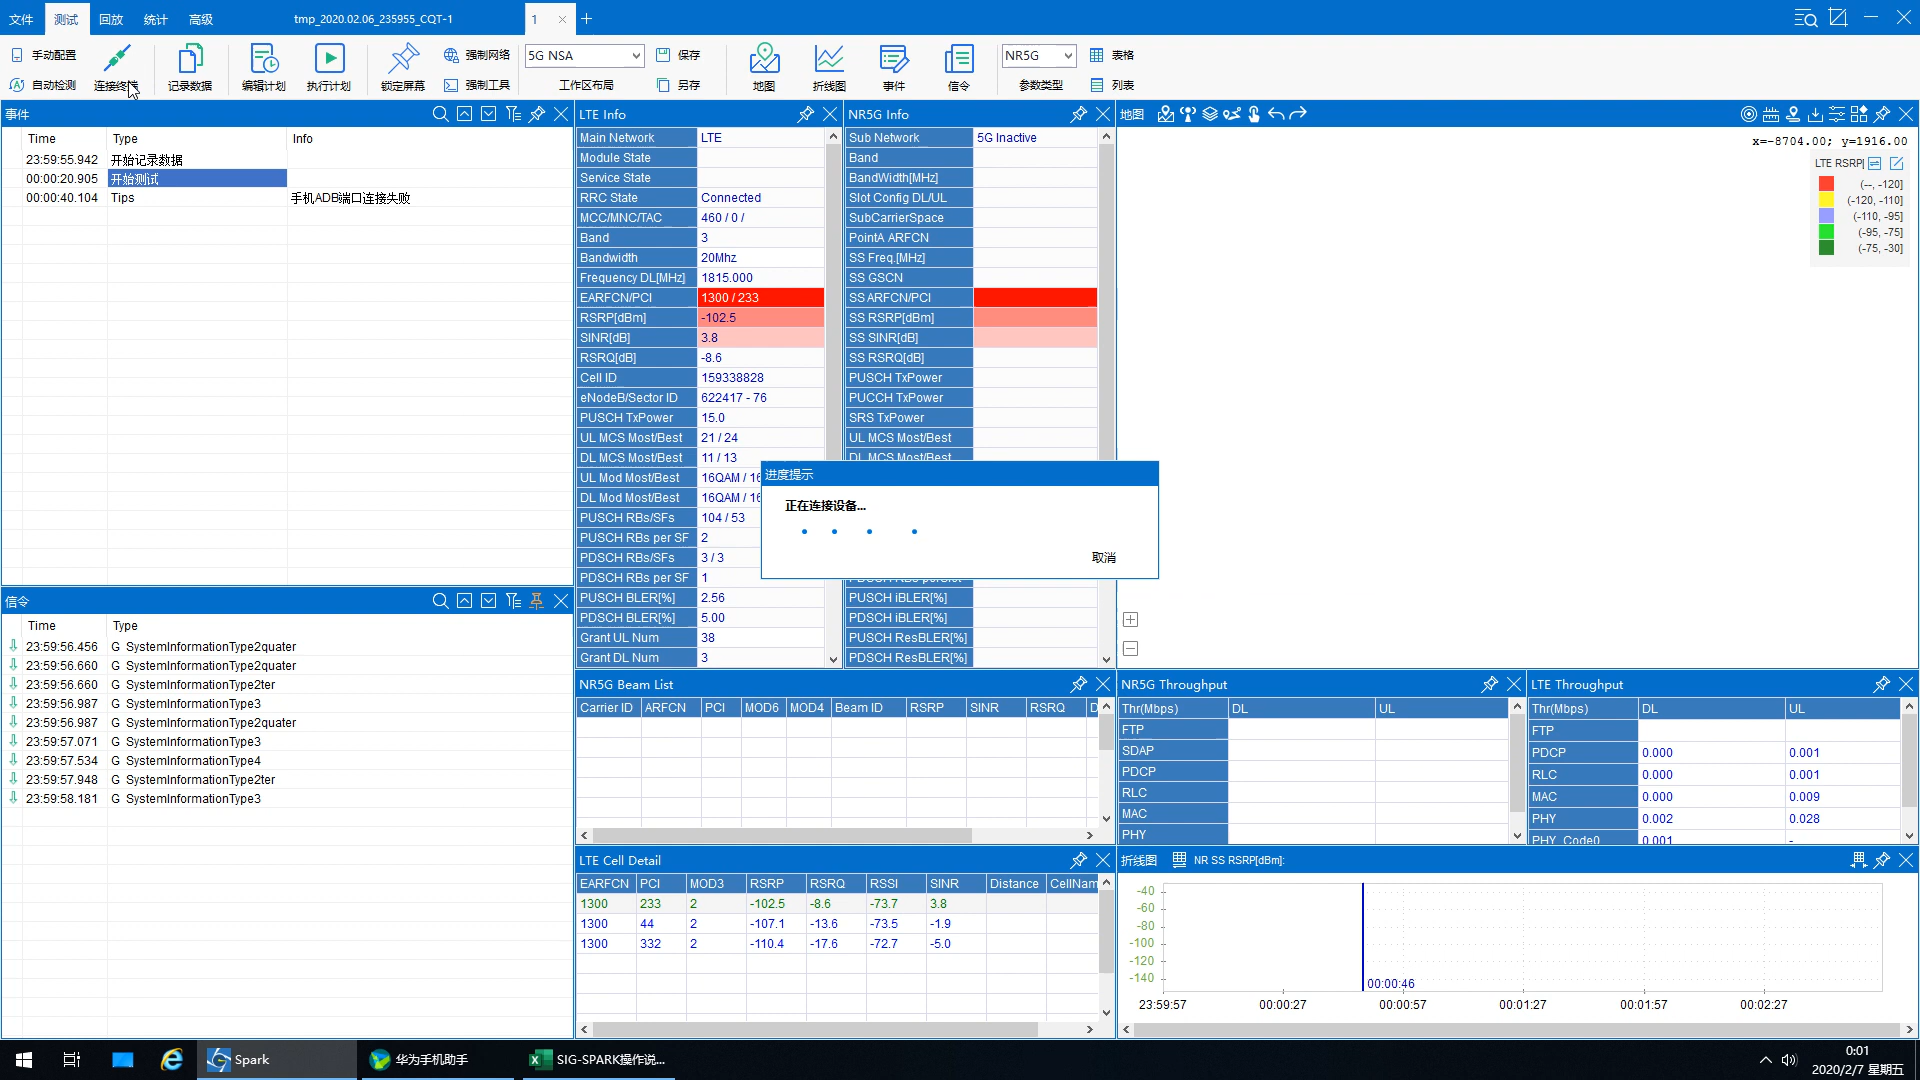 文件 测试 回放 统计 高级 tmp_2020.02.06_235955_CQT-1 1
手动配置 自动检测 连接终端 记录数据 编辑计划 执行计划 锁定屏幕 强制网络 强制工具 5G NSA 工作区布局 保存 另存 地图 折线图 事件 信令 NR5G 参数类型 表格 列表
事件
Time Type Info
23:59:55.942 开始记录数据
00:00:20.905 开始测试
00:00:40.104 Tips 手机ADB端口连接失败
信令
Time Type
23:59:56.456 G SystemInformationType2quater
23:59:56.660 G SystemInformationType2quater
23:59:56.660 G SystemInformationType2ter
23:59:56.987 G SystemInformationType3
23:59:56.987 G SystemInformationType2quater
23:59:57.071 G SystemInformationType3
23:59:57.534 G SystemInformationType4
23:59:57.948 G SystemInformationType2ter
23:59:58.181 G SystemInformationType3
LTE Info
Main Network LTE
Module State
Service State
RRC State Connected
MCC/MNC/TAC 460 / 0 /
Band 3
Bandwidth 20Mhz
Frequency DL[MHz] 1815.000
EARFCN/PCI 1300 / 233
RSRP[dBm] -102.5
SINR[dB] 3.8
RSRQ[dB] -8.6
Cell ID 159338828
eNodeB/Sector ID 622417 - 76
PUSCH TxPower 15.0
UL MCS Most/Best 21 / 24
DL MCS Most/Best 11 / 13
UL Mod Most/Best 16QAM / 16
DL Mod Most/Best 16QAM / 16
PUSCH RBs/SFs 104 / 53
PUSCH RBs per SF 2
PDSCH RBs/SFs 3 / 3
PDSCH RBs per SF 1
PUSCH BLER[%] 2.56
PDSCH BLER[%] 5.00
Grant UL Num 38
Grant DL Num 3
NR5G Info
Sub Network 5G Inactive
Band
BandWidth[MHz]
Slot Config DL/UL
SubCarrierSpace
PointA ARFCN
SS Freq.[MHz]
SS GSCN
SS ARFCN/PCI
SS RSRP[dBm]
SS SINR[dB]
SS RSRQ[dB]
PUSCH TxPower
PUCCH TxPower
SRS TxPower
UL MCS Most/Best
DL MCS Most/Best
进度提示
正在连接设备...
取消
PUSCH iBLER[%]
PDSCH iBLER[%]
PUSCH ResBLER[%]
PDSCH ResBLER[%]
地图
x=-8704.00; y=1916.00
LTE RSRP
(--, -120]
(-120, -110]
(-110, -95]
(-95, -75]
(-75, -30]
NR5G Beam List
Carrier ID ARFCN PCI MOD6 MOD4 Beam ID RSRP SINR RSRQ D
NR5G Throughput
Thr(Mbps) DL UL
FTP
SDAP
PDCP
RLC
MAC
PHY
LTE Throughput
Thr(Mbps) DL UL
FTP
PDCP 0.000 0.001
RLC 0.000 0.001
MAC 0.000 0.009
PHY 0.002 0.028
PHY Code0 0.001 -
LTE Cell Detail
EARFCN PCI MOD3 RSRP RSRQ RSSI SINR Distance CellNam
1300 233 2 -102.5 -8.6 -73.7 3.8
1300 44 2 -107.1 -13.6 -73.5 -1.9
1300 332 2 -110.4 -17.6 -72.7 -5.0
折线图 NR SS RSRP[dBm]:
-40
-60
-80
-100
-120
-140
00:00:46
23:59:57 00:00:27 00:00:57 00:01:27 00:01:57 00:02:27
Spark 华为手机助手 SIG-SPARK操作说... 0:01
2020/2/7 星期五